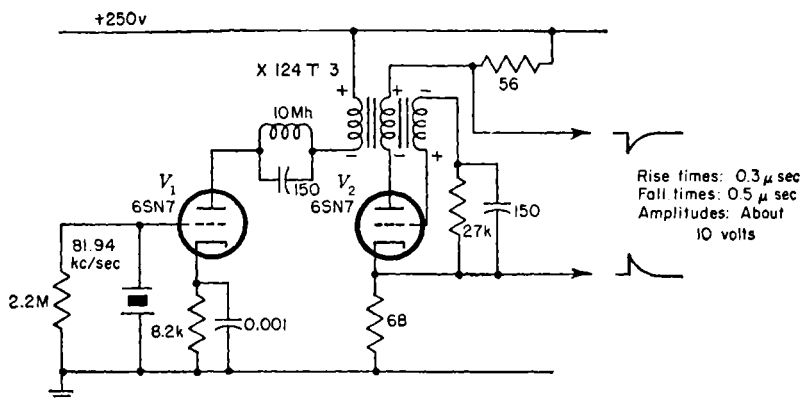 +250v
X 124 T 3
56
+ + −
10Mh
− − +
150
V1
6SN7
V2
6SN7
27k
150
Rise times: 0.3 μ sec
Fall times: 0.5 μ sec
Amplitudes: About
10 volts
81.94
kc/sec
2.2M
8.2k
0.001
68